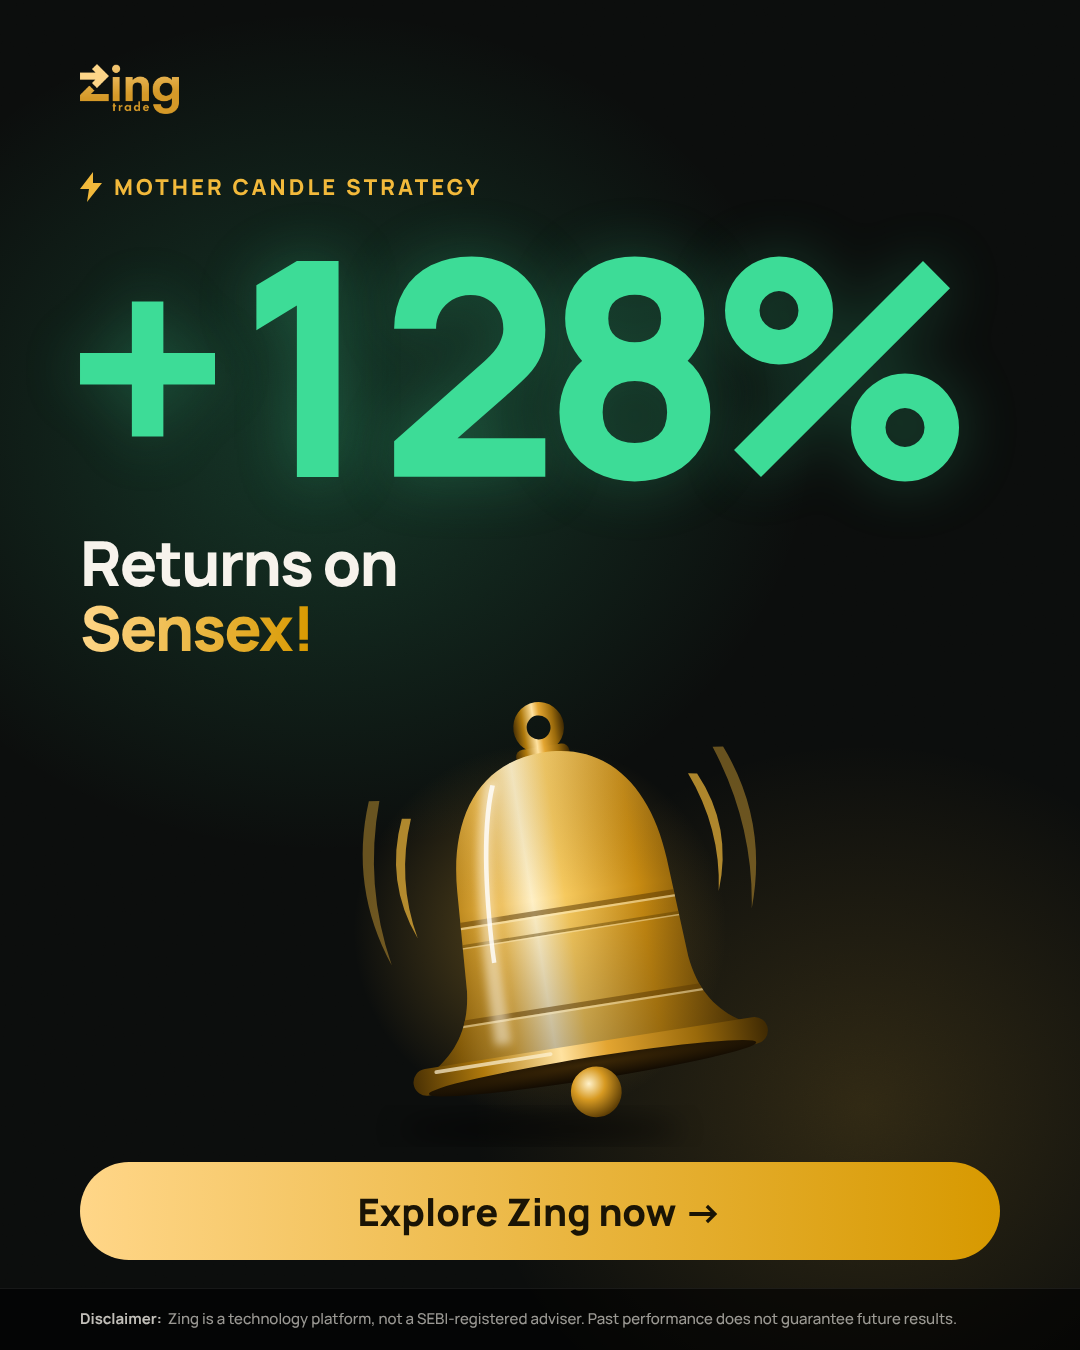 Zing
trade
MOTHER CANDLE STRATEGY
+128%
Returns on
Sensex!
Explore Zing now →
Disclaimer: Zing is a technology platform, not a SEBI-registered adviser. Past performance does not guarantee future results.